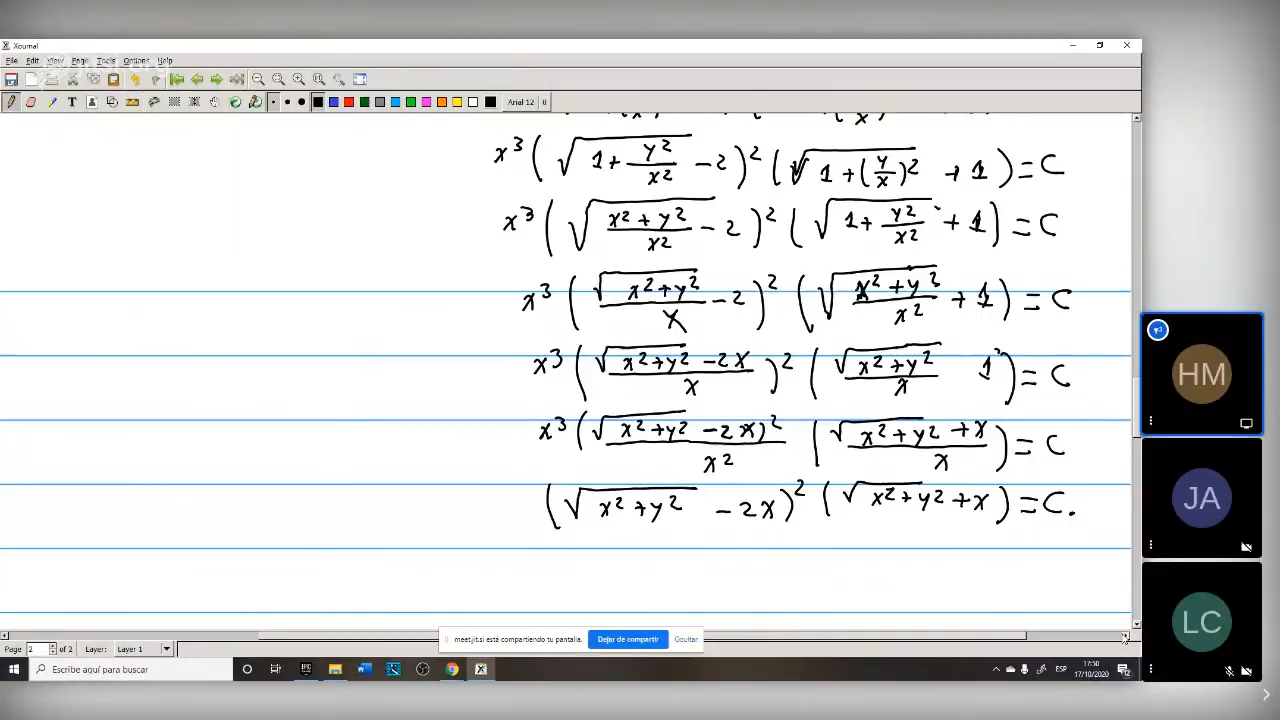 Xournal
File Edit View Page Tools Options Help
Arial 12
x³ ( √(1 + y²/x²) - 2 )² ( √(1 + (y/x)²) + 1 ) = C
x³ ( √((x² + y²)/x²) - 2 )² ( √(1 + y²/x²) + 1 ) = C
x³ ( √(x² + y²)/x - 2 )² ( √((x² + y²)/x²) + 1 ) = C
x³ ( (√(x² + y²) - 2x)/x )² ( √(x² + y²)/x 1 ) = C
x³ (√(x² + y²) - 2x)²/x² ( (√(x² + y²) + x)/x ) = C
( √(x² + y²) - 2x )² ( √(x² + y²) + x ) = C.
HM
JA
LC
meet.jit.si está compartiendo tu pantalla. Dejar de compartir Ocultar
Page 2 of 2 Layer: Layer 1
Escribe aquí para buscar
ESP
17:50
17/10/2020